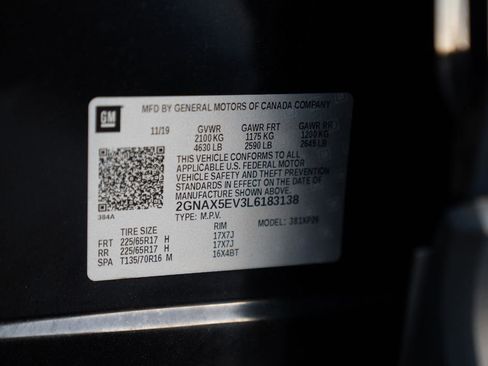 GM
MFD BY GENERAL MOTORS OF CANADA COMPANY
11/19 GVWR GAWR FRT GAWR RR
2100 KG 1175 KG 1200 KG
4630 LB 2590 LB 2645 LB
THIS VEHICLE CONFORMS TO ALL
APPLICABLE U.S. FEDERAL MOTOR
VEHICLE SAFETY AND THEFT PREVENTION
STANDARDS IN EFFECT ON THE DATE OF
MANUFACTURE SHOWN ABOVE.
2GNAX5EV3L6183138
384A
TYPE: M.P.V. MODEL: 381XP26
TIRE SIZE RIM
FRT 225/65R17 H 17X7J
RR 225/65R17 H 17X7J
SPA T135/70R16 M 16X4BT